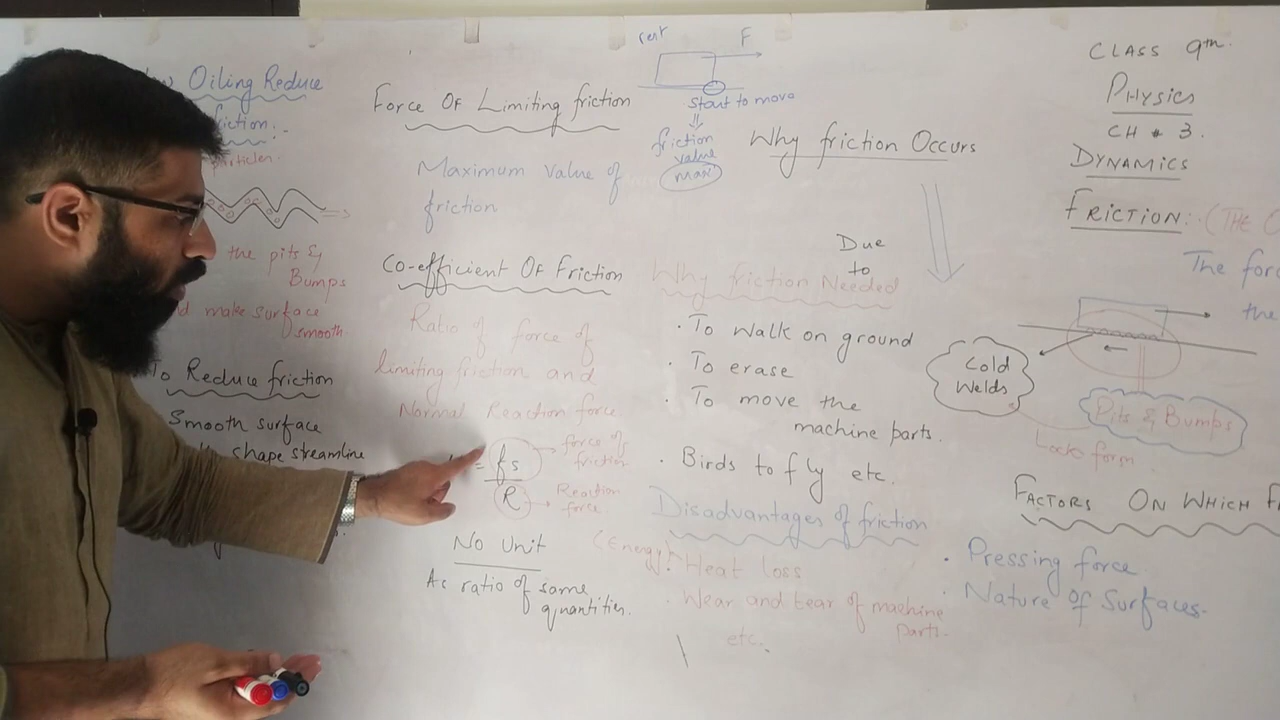 Oiling Reduce
particles.
the pits &
Bumps
make surface
smooth.
To Reduce friction
Smooth surface
shape streamline
Force Of Limiting friction
Maximum Value of
friction
Co-efficient Of Friction
Ratio of force of
limiting friction and
Normal Reaction force.
= fs
R
force of
friction
Reaction
force.
No Unit
As ratio of same
quantities.
rest
F
Start to move
friction
value
max
Why friction Occurs
Due
to
Why friction Needed
· To walk on ground
· To erase
· To move the
machine parts.
· Birds to fly etc.
Disadvantages of friction
(Energy)
Heat loss
· Wear and tear of machine
parts.
etc.
CLASS 9th.
PHYSICS
CH # 3.
DYNAMICS
FRICTION: (THE
The
the
Cold
Welds
Pits & Bumps
Locks form.
FACTORS ON WHICH
· Pressing force
· Nature of Surfaces.